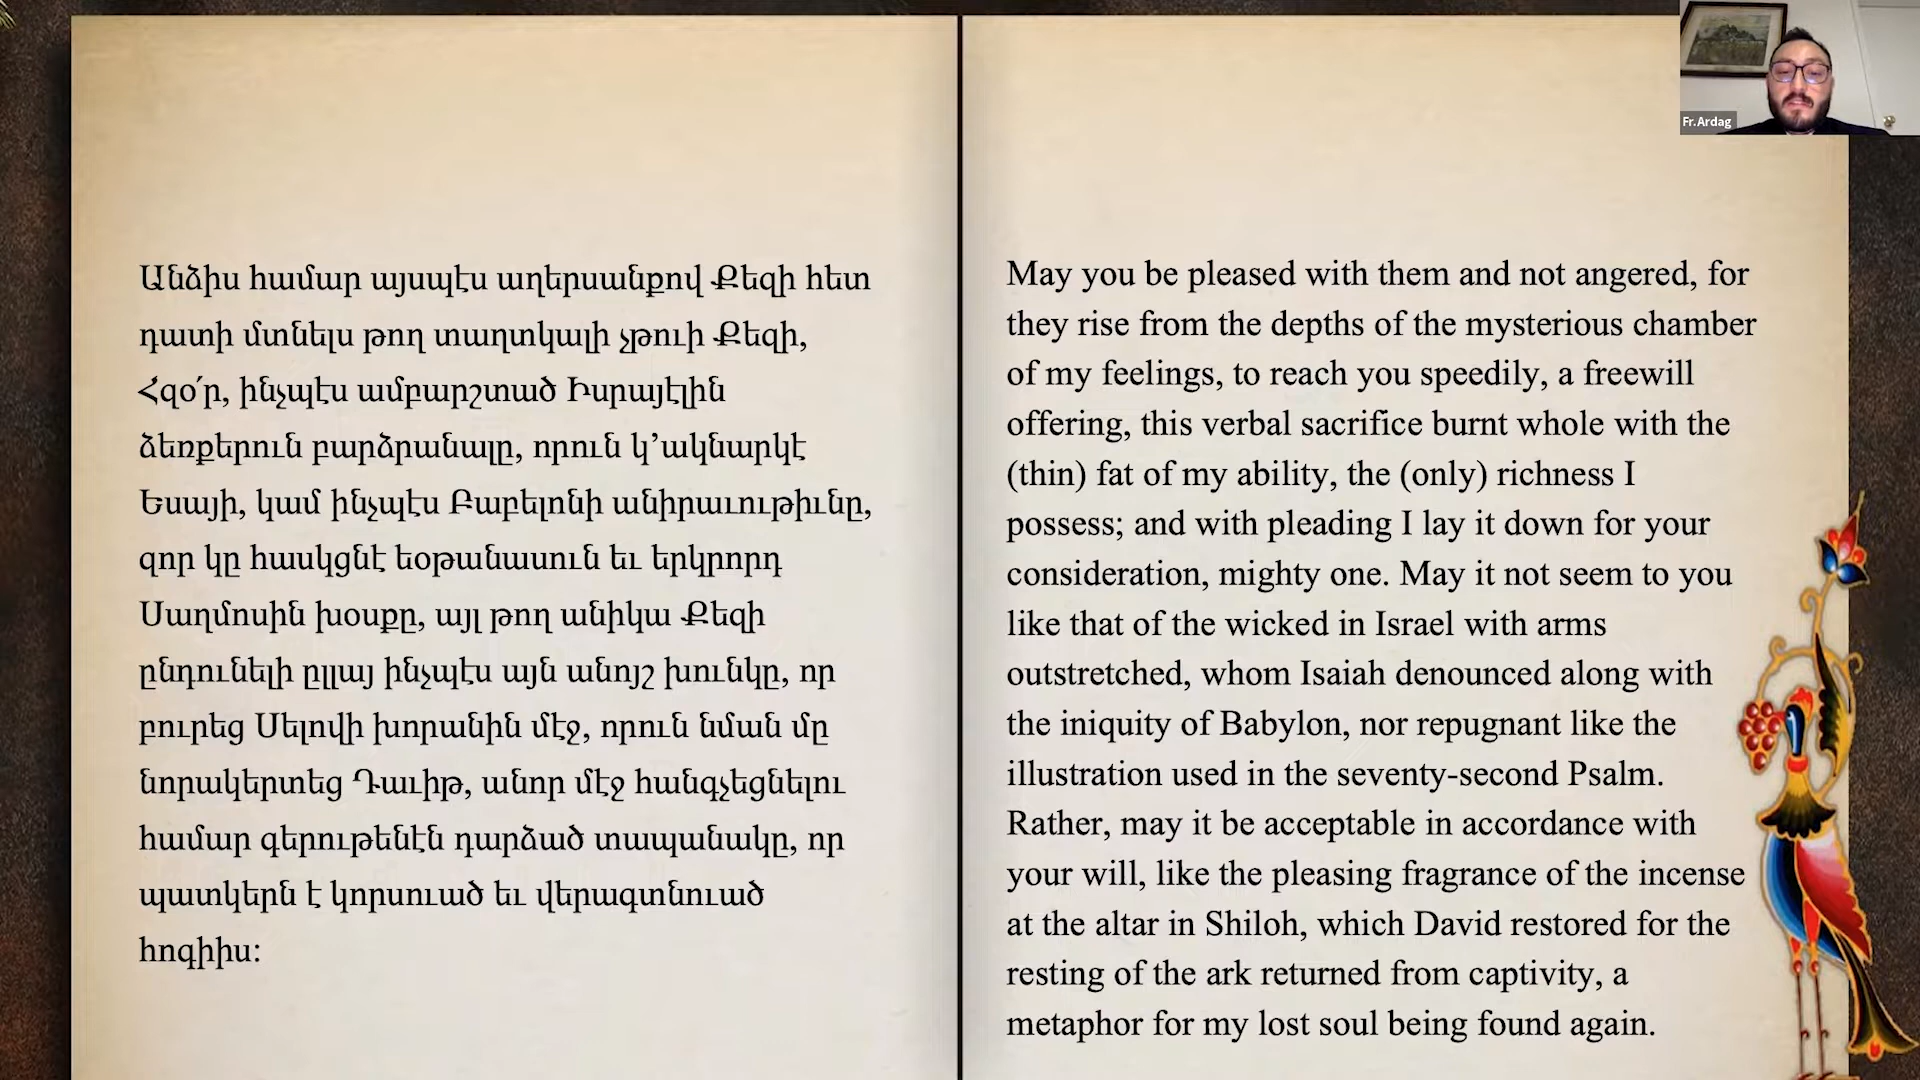 Անձիս համար այսպէս աղերսանքով Քեզի հետ
դատի մտնելս թող տաղտկալի չթուի Քեզի,
Հզօ՛ր, ինչպէս ամբարշտած Իսրայէլին
ձեռքերուն բարձրանալը, որուն կ’ակնարկէ
Եսայի, կամ ինչպէս Բաբելոնի անիրաւութիւնը,
զոր կը հասկցնէ եօթանասուն եւ երկրորդ
Սաղմոսին խօսքը, այլ թող անիկա Քեզի
ընդունելի ըլլայ ինչպէս այն անոյշ խունկը, որ
բուրեց Սելովի խորանին մէջ, որուն նման մը
նորակերտեց Դաւիթ, անոր մէջ հանգչեցնելու
համար գերութենէն դարձած տապանակը, որ
պատկերն է կորսուած եւ վերագտնուած
հոգիիս:
May you be pleased with them and not angered, for
they rise from the depths of the mysterious chamber
of my feelings, to reach you speedily, a freewill
offering, this verbal sacrifice burnt whole with the
(thin) fat of my ability, the (only) richness I
possess; and with pleading I lay it down for your
consideration, mighty one. May it not seem to you
like that of the wicked in Israel with arms
outstretched, whom Isaiah denounced along with
the iniquity of Babylon, nor repugnant like the
illustration used in the seventy-second Psalm.
Rather, may it be acceptable in accordance with
your will, like the pleasing fragrance of the incense
at the altar in Shiloh, which David restored for the
resting of the ark returned from captivity, a
metaphor for my lost soul being found again.
Fr.Ardag